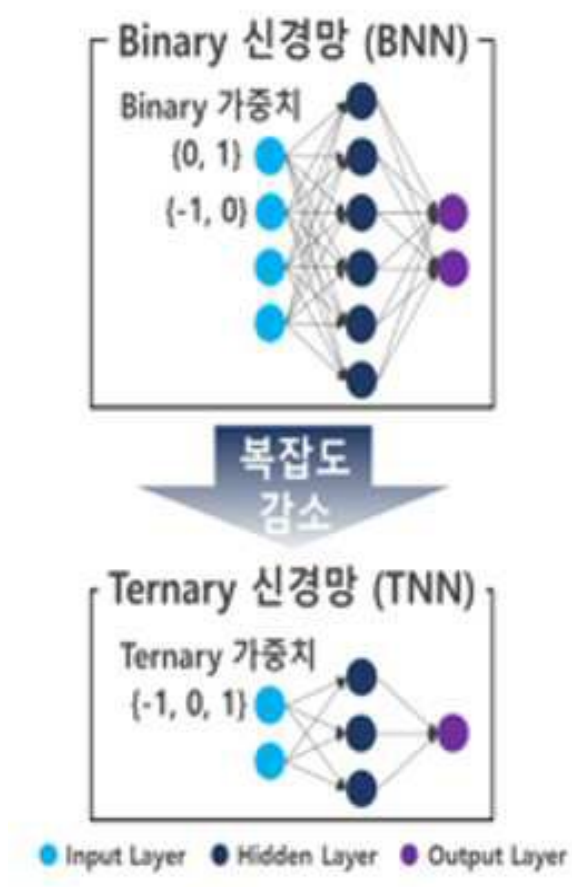 Binary 신경망 (BNN)
Binary 가중치
{0, 1}
{-1, 0}
복잡도
감소
Ternary 신경망 (TNN)
Ternary 가중치
{-1, 0, 1}
Input Layer Hidden Layer Output Layer